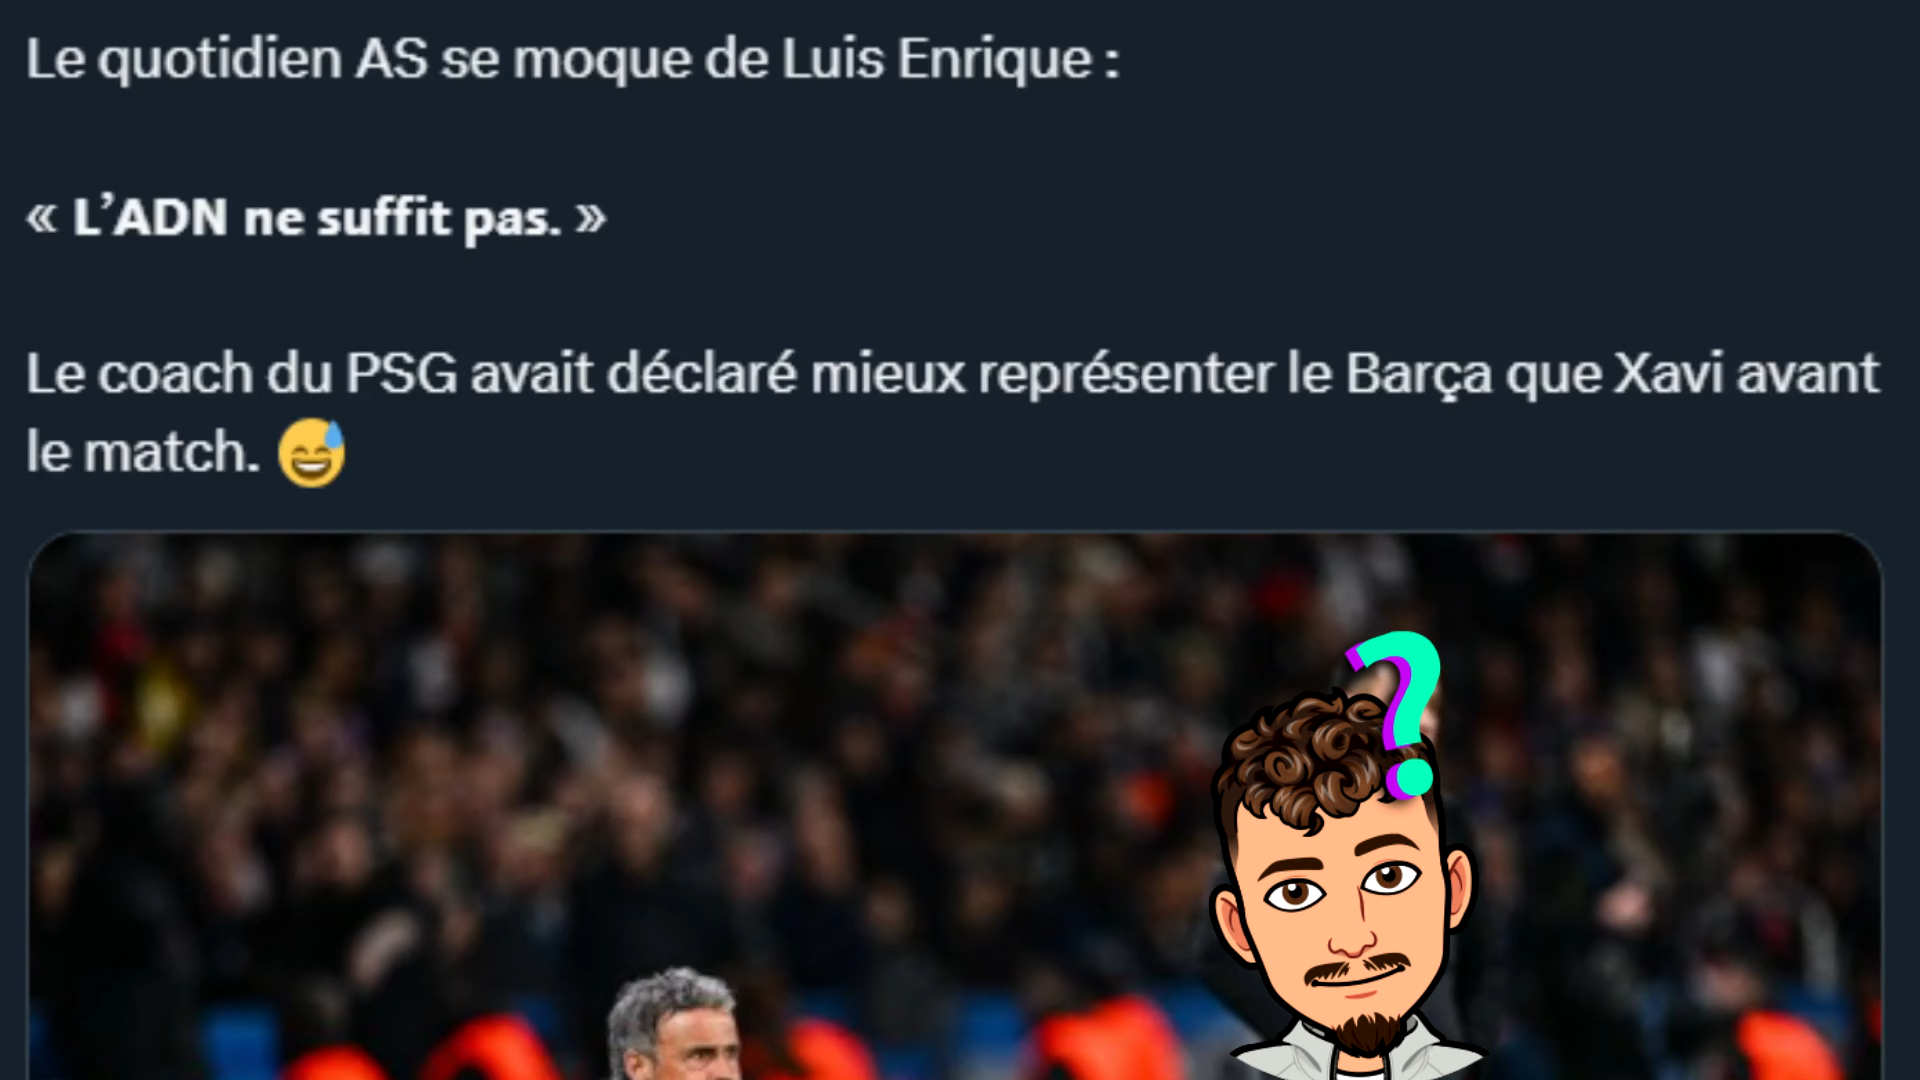 Le quotidien AS se moque de Luis Enrique :
« L’ADN ne suffit pas. »
Le coach du PSG avait déclaré mieux représenter le Barça que Xavi avant
le match. 😅
?